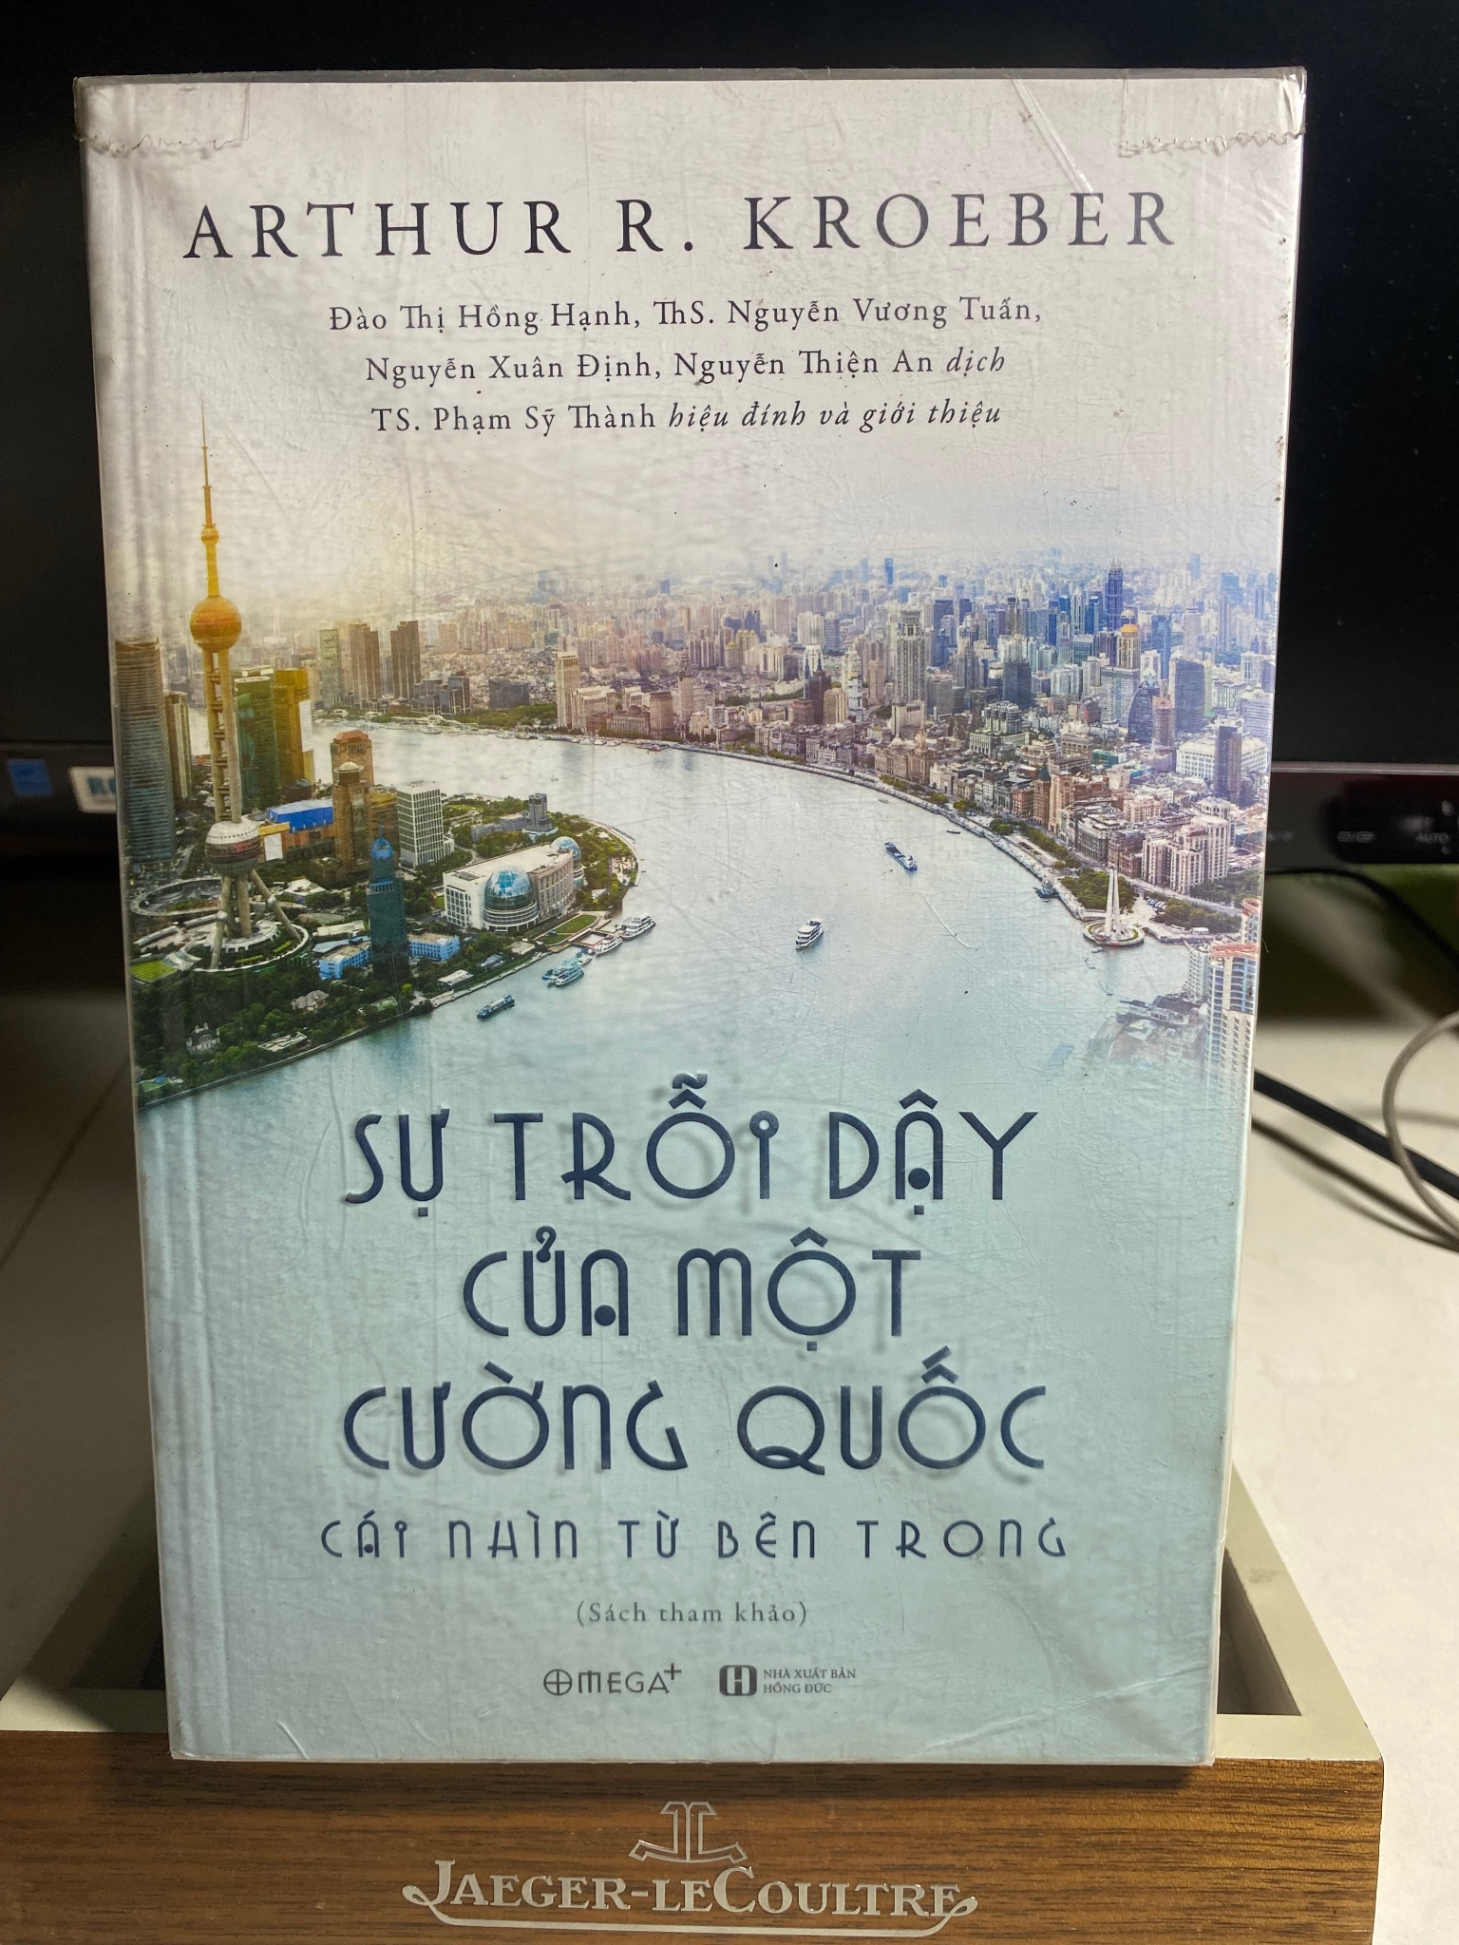 ARTHUR R. KROEBER
Đào Thị Hồng Hạnh, ThS. Nguyễn Vương Tuấn,
Nguyễn Xuân Định, Nguyễn Thiện An dịch
TS. Phạm Sỹ Thành hiệu đính và giới thiệu
SỰ TRỖI DẬY
CỦA MỘT
CƯỜNG QUỐC
CÁI NHÌN TỪ BÊN TRONG
(Sách tham khảo)
OMEGA+
NHÀ XUẤT BẢN
HỒNG ĐỨC
AUTO
JAEGER-LECOULTRE